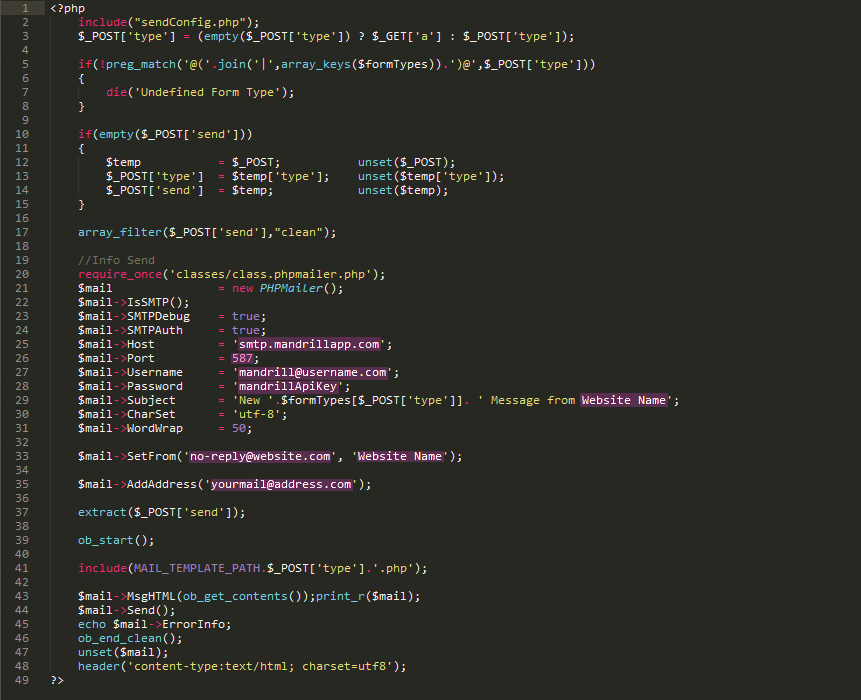 1 <?php
2 include("sendConfig.php");
3 $_POST['type'] = (empty($_POST['type']) ? $_GET['a'] : $_POST['type']);
4
5 if(!preg_match('@('.join('|',array_keys($formTypes)).')@',$_POST['type']))
6 {
7 die('Undefined Form Type');
8 }
9
10 if(empty($_POST['send']))
11 {
12 $temp = $_POST; unset($_POST);
13 $_POST['type'] = $temp['type']; unset($temp['type']);
14 $_POST['send'] = $temp; unset($temp);
15 }
16
17 array_filter($_POST['send'],"clean");
18
19 //Info Send
20 require_once('classes/class.phpmailer.php');
21 $mail = new PHPMailer();
22 $mail->IsSMTP();
23 $mail->SMTPDebug = true;
24 $mail->SMTPAuth = true;
25 $mail->Host = 'smtp.mandrillapp.com';
26 $mail->Port = 587;
27 $mail->Username = 'mandrill@username.com';
28 $mail->Password = 'mandrillApiKey';
29 $mail->Subject = 'New '.$formTypes[$_POST['type']]. ' Message from Website Name';
30 $mail->CharSet = 'utf-8';
31 $mail->WordWrap = 50;
32
33 $mail->SetFrom('no-reply@website.com', 'Website Name');
34
35 $mail->AddAddress('yourmail@address.com');
36
37 extract($_POST['send']);
38
39 ob_start();
40
41 include(MAIL_TEMPLATE_PATH.$_POST['type'].'.php');
42
43 $mail->MsgHTML(ob_get_contents());print_r($mail);
44 $mail->Send();
45 echo $mail->ErrorInfo;
46 ob_end_clean();
47 unset($mail);
48 header('content-type:text/html; charset=utf8');
49 ?>